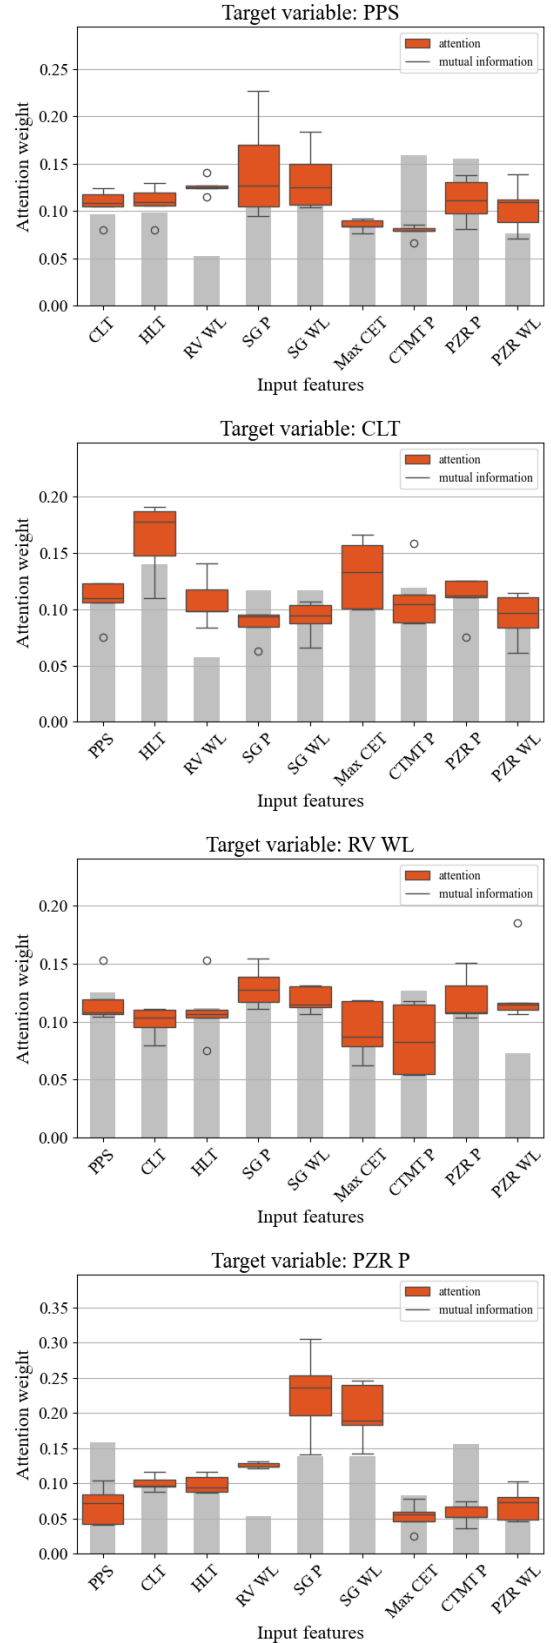 Target variable: PPS
attention
mutual information
Attention weight
0.25
0.20
0.15
0.10
0.05
0.00
CLT
HLT
RV WL
SG P
SG WL
Max CET
CTMT P
PZR P
PZR WL
Input features
Target variable: CLT
attention
mutual information
Attention weight
0.20
0.15
0.10
0.05
0.00
PPS
HLT
RV WL
SG P
SG WL
Max CET
CTMT P
PZR P
PZR WL
Input features
Target variable: RV WL
attention
mutual information
Attention weight
0.20
0.15
0.10
0.05
0.00
PPS
CLT
HLT
SG P
SG WL
Max CET
CTMT P
PZR P
PZR WL
Input features
Target variable: PZR P
attention
mutual information
Attention weight
0.35
0.30
0.25
0.20
0.15
0.10
0.05
0.00
PPS
CLT
HLT
RV WL
SG P
SG WL
Max CET
CTMT P
PZR WL
Input features